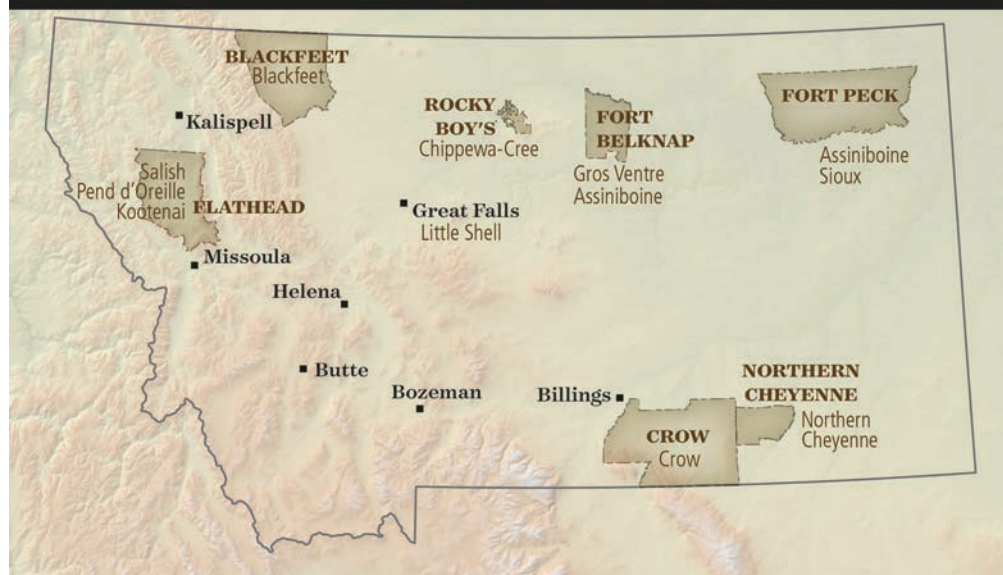 BLACKFEET
Blackfeet
Kalispell
ROCKY
BOY'S
Chippewa-Cree
FORT
BELKNAP
Gros Ventre
Assiniboine
FORT PECK
Assiniboine
Sioux
Salish
Pend d'Oreille
Kootenai
FLATHEAD
Great Falls
Little Shell
Missoula
Helena
Butte
Bozeman
Billings
NORTHERN
CHEYENNE
Northern
Cheyenne
CROW
Crow